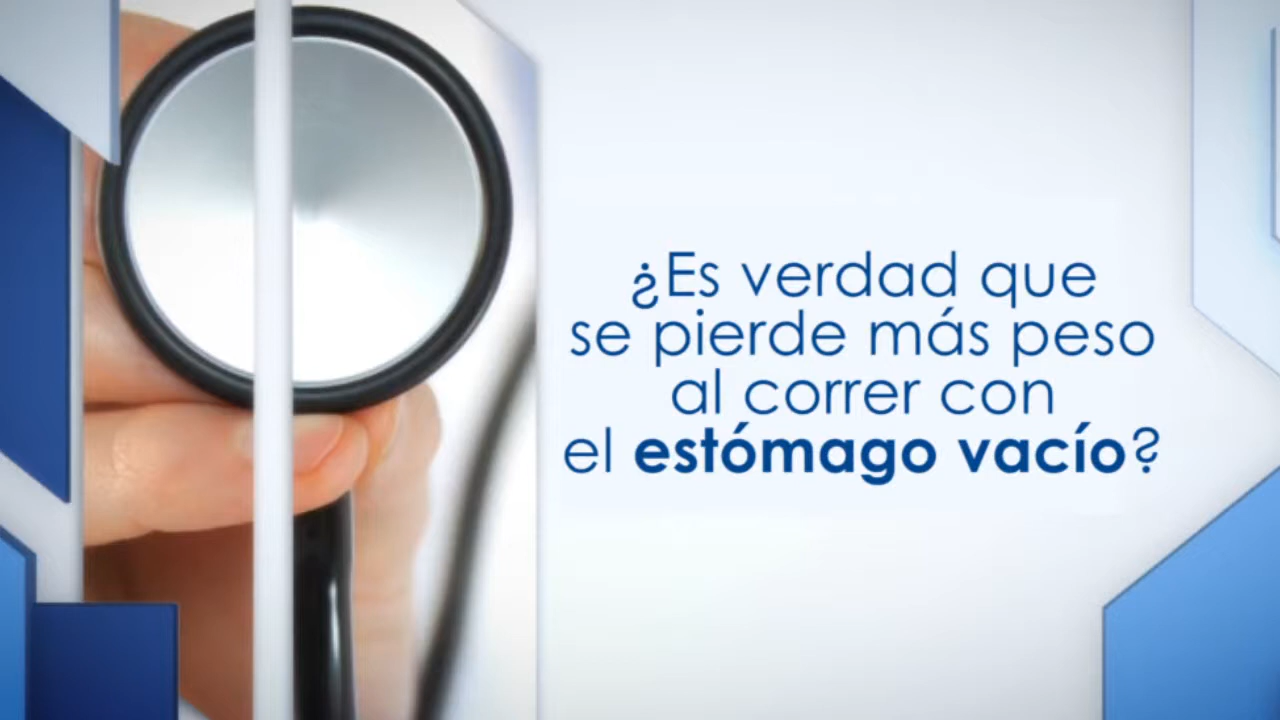 ¿Es verdad que
se pierde más peso
al correr con
el estómago vacío?